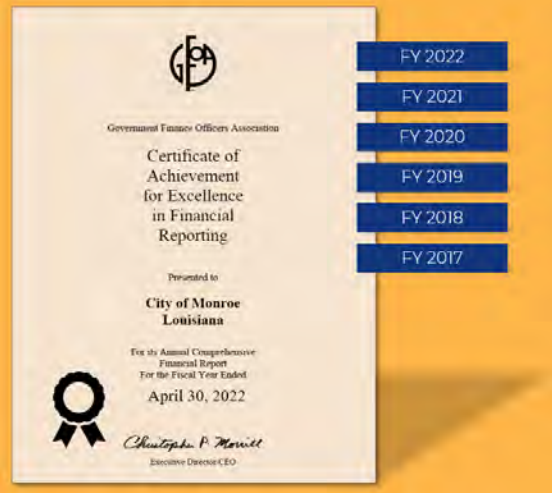 GFOA
Government Finance Officers Association
Certificate of
Achievement
for Excellence
in Financial
Reporting
Presented to
City of Monroe
Louisiana
For its Annual Comprehensive
Financial Report
For the Fiscal Year Ended
April 30, 2022
Christopher P. Morrill
Executive Director/CEO
FY 2022
FY 2021
FY 2020
FY 2019
FY 2018
FY 2017